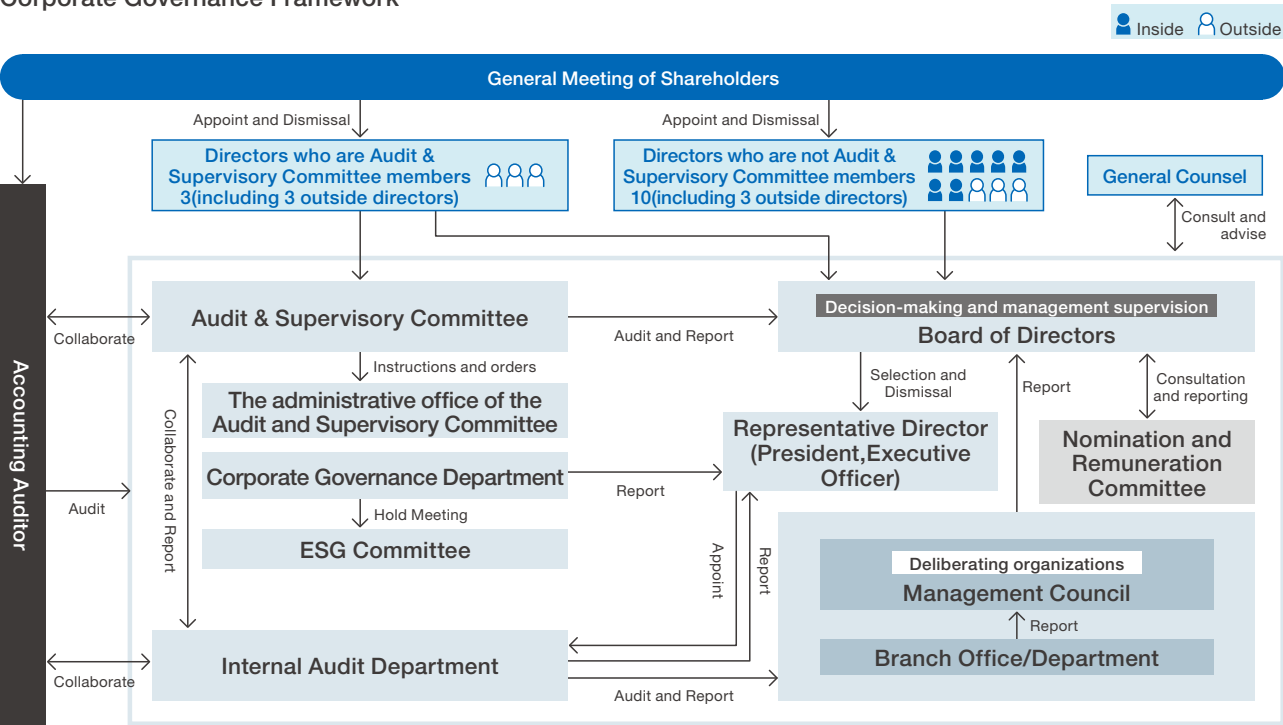 Corporate Governance Framework
Inside
Outside
General Meeting of Shareholders
Appoint and Dismissal
Appoint and Dismissal
Directors who are Audit &
Supervisory Committee members
3(including 3 outside directors)
Directors who are not Audit &
Supervisory Committee members
10(including 3 outside directors)
General Counsel
Consult and
advise
Accounting Auditor
Collaborate
Audit & Supervisory Committee
Audit and Report
Decision-making and management supervision
Board of Directors
Instructions and orders
The administrative office of the
Audit and Supervisory Committee
Selection and
Dismissal
Report
Consultation
and reporting
Collaborate and Report
Representative Director
(President,Executive
Officer)
Nomination and
Remuneration
Committee
Corporate Governance Department
Report
Audit
Hold Meeting
ESG Committee
Appoint
Report
Deliberating organizations
Management Council
Report
Branch Office/Department
Internal Audit Department
Collaborate
Audit and Report